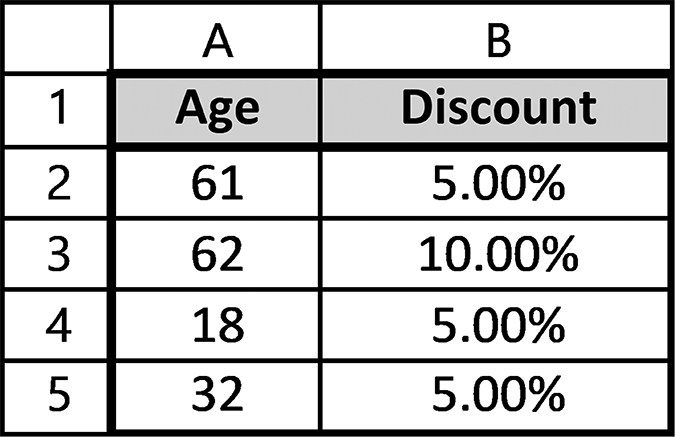 A B
1 Age Discount
2 61 5.00%
3 62 10.00%
4 18 5.00%
5 32 5.00%